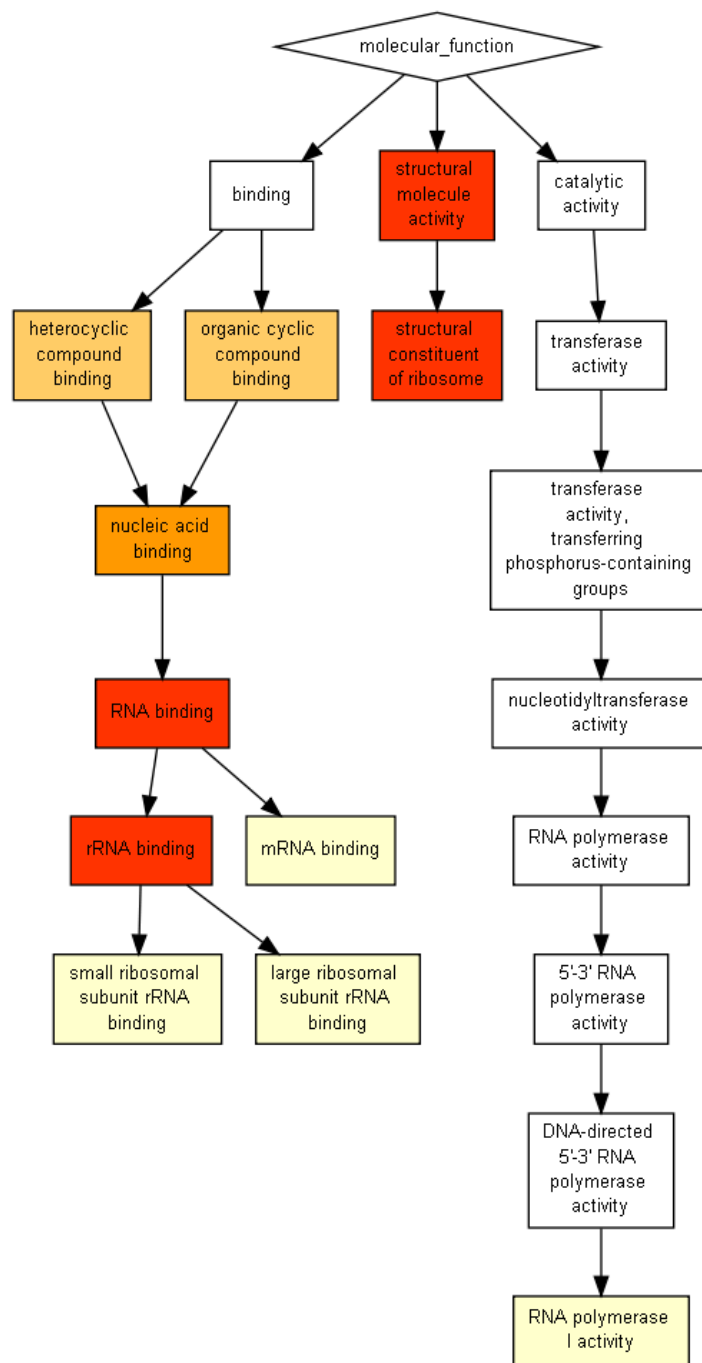 molecular_function
binding
structural
molecule
activity
catalytic
activity
heterocyclic
compound
binding
organic cyclic
compound
binding
structural
constituent
of ribosome
transferase
activity
transferase
activity,
transferring
phosphorus-containing
groups
nucleic acid
binding
RNA binding
nucleotidyltransferase
activity
rRNA binding
mRNA binding
RNA polymerase
activity
small ribosomal
subunit rRNA
binding
large ribosomal
subunit rRNA
binding
5'-3' RNA
polymerase
activity
DNA-directed
5'-3' RNA
polymerase
activity
RNA polymerase
I activity